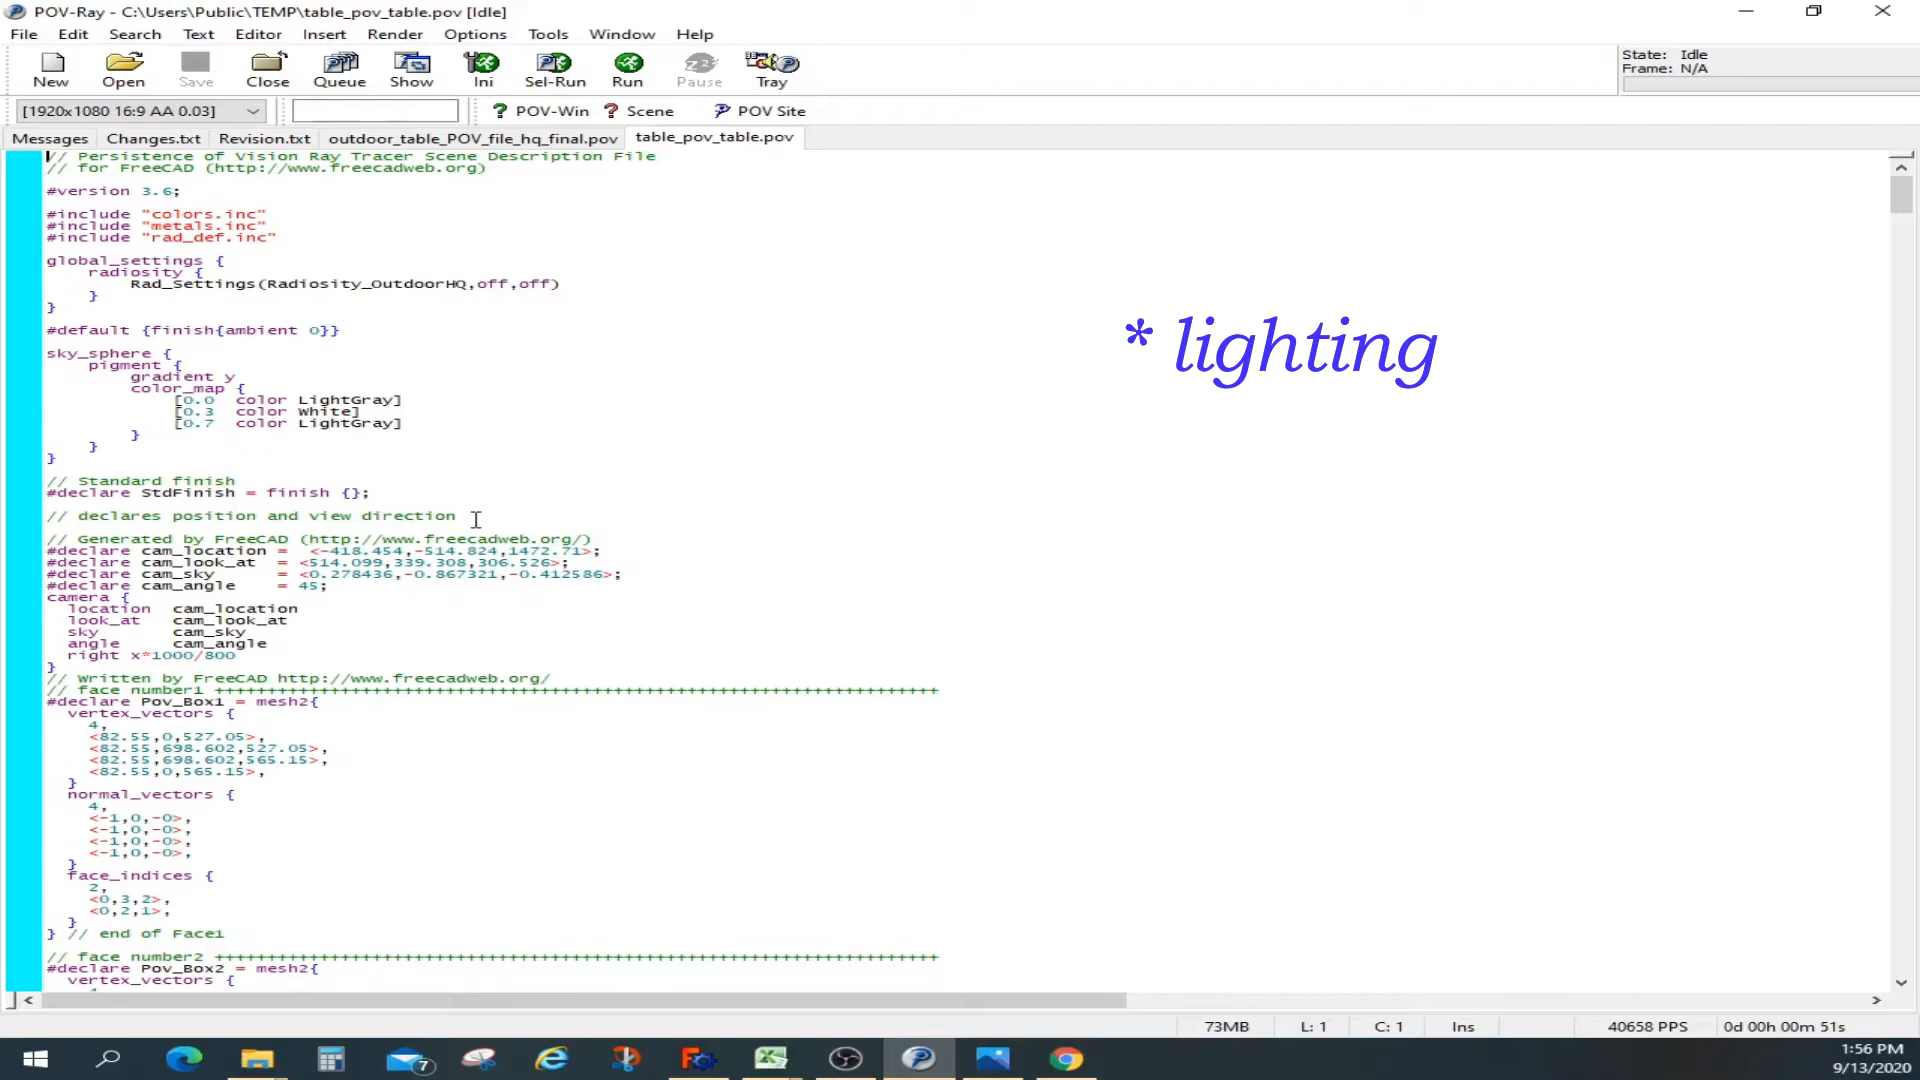 POV-Ray - C:\Users\Public\TEMP\table_pov_table.pov [Idle]
File Edit Search Text Editor Insert Render Options Tools Window Help
New Open Save Close Queue Show Ini Sel-Run Run Pause Tray
State: Idle
Frame: N/A
[1920x1080 16:9 AA 0.03] ? POV-Win ? Scene POV Site
Messages Changes.txt Revision.txt outdoor_table_POV_file_hq_final.pov table_pov_table.pov
// Persistence of Vision Ray Tracer Scene Description File
// for FreeCAD (http://www.freecadweb.org)
#version 3.6;
#include "colors.inc"
#include "metals.inc"
#include "rad_def.inc"
global_settings {
radiosity {
Rad_Settings(Radiosity_OutdoorHQ,off,off)
}
}
#default {finish{ambient 0}}
sky_sphere {
pigment {
gradient y
color_map {
[0.0 color LightGray]
[0.3 color White]
[0.7 color LightGray]
}
}
}
// Standard finish
#declare StdFinish = finish {};
// declares position and view direction
// Generated by FreeCAD (http://www.freecadweb.org/)
#declare cam_location = <-418.454,-514.824,1472.71>;
#declare cam_look_at = <514.099,339.308,306.526>;
#declare cam_sky = <0.278436,-0.867321,-0.412586>;
#declare cam_angle = 45;
camera {
location cam_location
look_at cam_look_at
sky cam_sky
angle cam_angle
right x*1000/800
}
// Written by FreeCAD http://www.freecadweb.org/
// face number1 +++++++++++++++++++++++++++++++++++++++++++++++++++++++++++++++++++++
#declare Pov_Box1 = mesh2{
vertex_vectors {
4,
<82.55,0,527.05>,
<82.55,698.602,527.05>,
<82.55,698.602,565.15>,
<82.55,0,565.15>,
}
normal_vectors {
4,
<-1,0,-0>,
<-1,0,-0>,
<-1,0,-0>,
<-1,0,-0>,
}
face_indices {
2,
<0,3,2>,
<0,2,1>,
}
} // end of Face1
// face number2 +++++++++++++++++++++++++++++++++++++++++++++++++++++++++++++++++++++
#declare Pov_Box2 = mesh2{
vertex_vectors {
* lighting
73MB L: 1 C: 1 Ins 40658 PPS 0d 00h 00m 51s
7
1:56 PM
9/13/2020